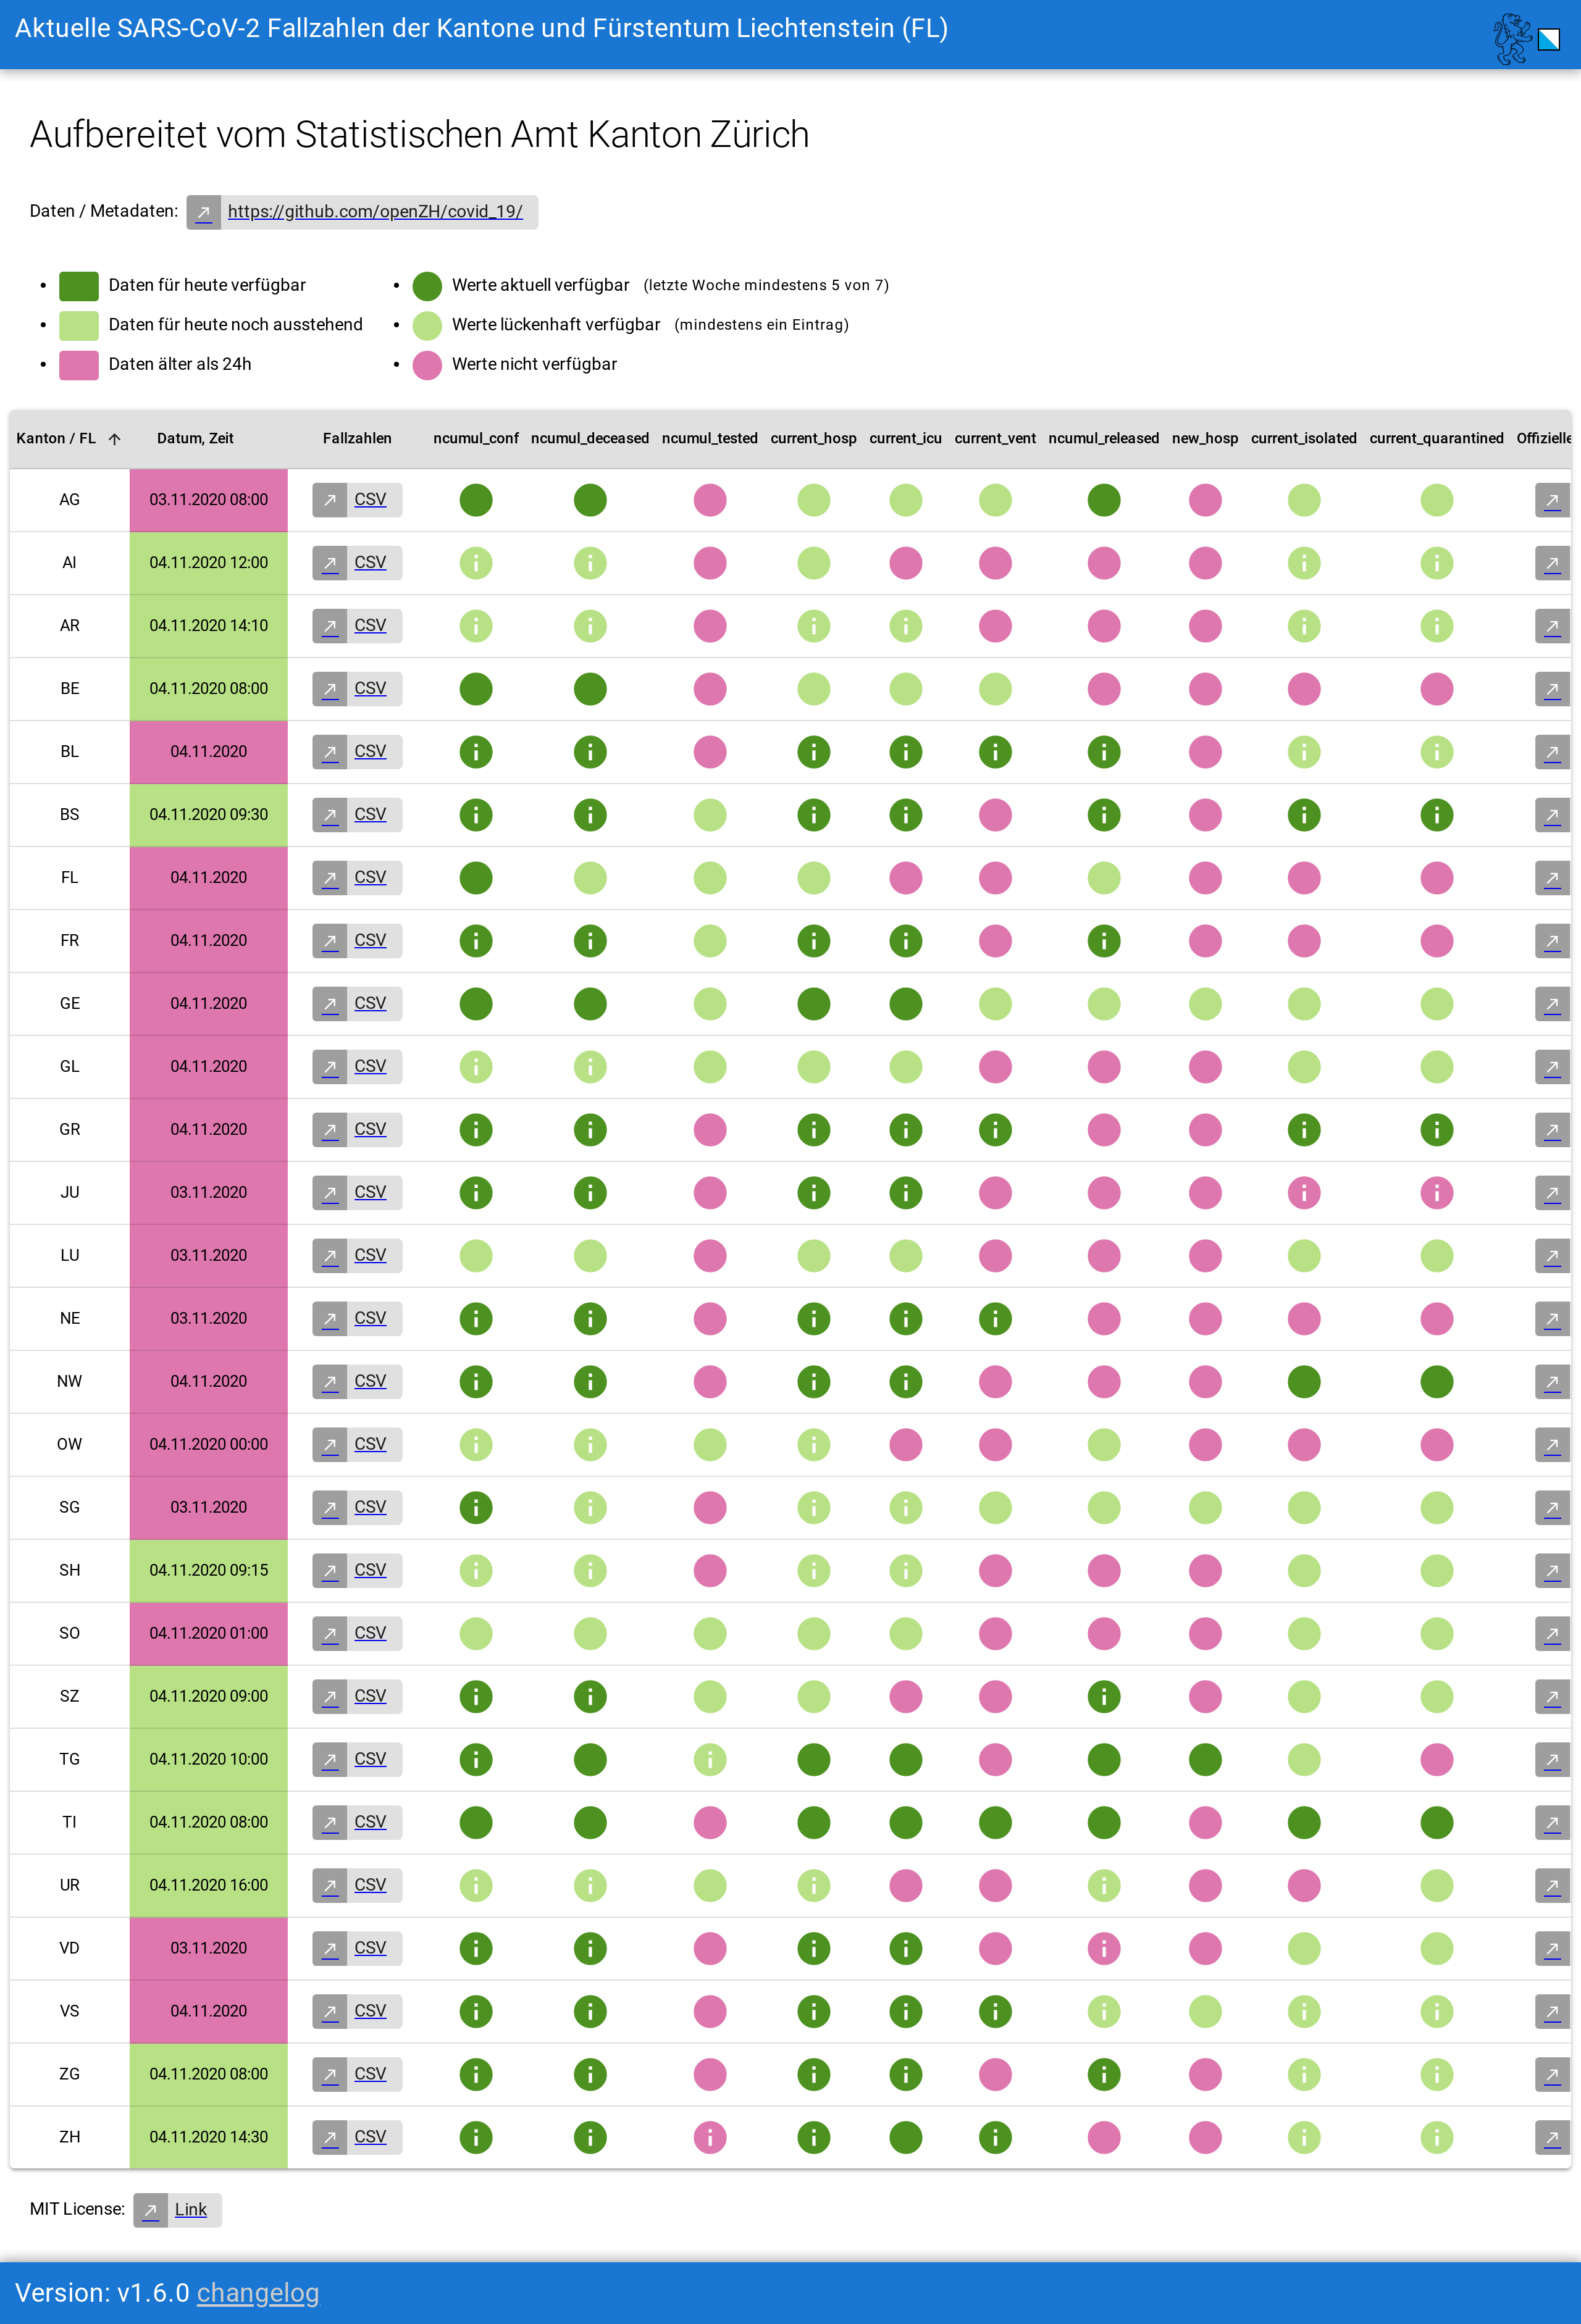 Aktuelle SARS-CoV-2 Fallzahlen der Kantone und Fürstentum Liechtenstein (FL)
Aufbereitet vom Statistischen Amt Kanton Zürich
Daten / Metadaten: https://github.com/openZH/covid_19/
Daten für heute verfügbar
Daten für heute noch ausstehend
Daten älter als 24h
Werte aktuell verfügbar (letzte Woche mindestens 5 von 7)
Werte lückenhaft verfügbar (mindestens ein Eintrag)
Werte nicht verfügbar
Kanton / FL Datum, Zeit Fallzahlen ncumul_conf ncumul_deceased ncumul_tested current_hosp current_icu current_vent ncumul_released new_hosp current_isolated current_quarantined Offizielle
AG 03.11.2020 08:00 CSV
AI 04.11.2020 12:00 CSV
AR 04.11.2020 14:10 CSV
BE 04.11.2020 08:00 CSV
BL 04.11.2020 CSV
BS 04.11.2020 09:30 CSV
FL 04.11.2020 CSV
FR 04.11.2020 CSV
GE 04.11.2020 CSV
GL 04.11.2020 CSV
GR 04.11.2020 CSV
JU 03.11.2020 CSV
LU 03.11.2020 CSV
NE 03.11.2020 CSV
NW 04.11.2020 CSV
OW 04.11.2020 00:00 CSV
SG 03.11.2020 CSV
SH 04.11.2020 09:15 CSV
SO 04.11.2020 01:00 CSV
SZ 04.11.2020 09:00 CSV
TG 04.11.2020 10:00 CSV
TI 04.11.2020 08:00 CSV
UR 04.11.2020 16:00 CSV
VD 03.11.2020 CSV
VS 04.11.2020 CSV
ZG 04.11.2020 08:00 CSV
ZH 04.11.2020 14:30 CSV
MIT License: Link
Version: v1.6.0 changelog